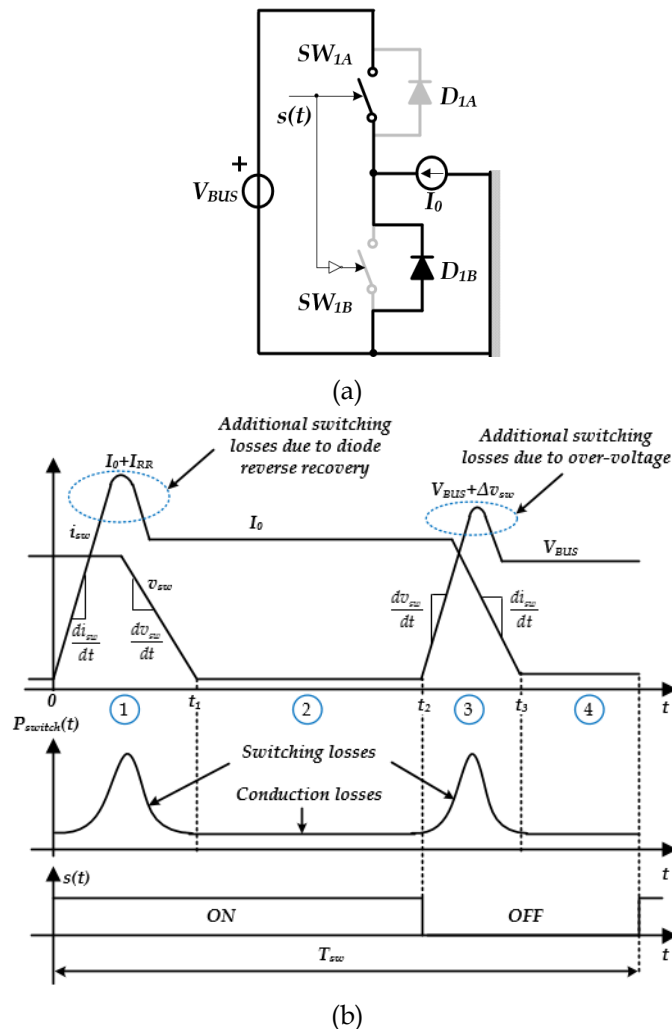 SW1A
D1A
s(t)
+
VBUS
I0
D1B
SW1B
(a)
Additional switching
losses due to diode
reverse recovery
Additional switching
losses due to over-voltage
I0+IRR
VBUS+Δvsw
isw
I0
VBUS
vsw
disw
dt
dvsw
dt
dvsw
dt
disw
dt
0
t1
t2
t3
t
1
2
3
4
Pswitch(t)
Switching losses
Conduction losses
t
s(t)
ON
OFF
t
Tsw
(b)